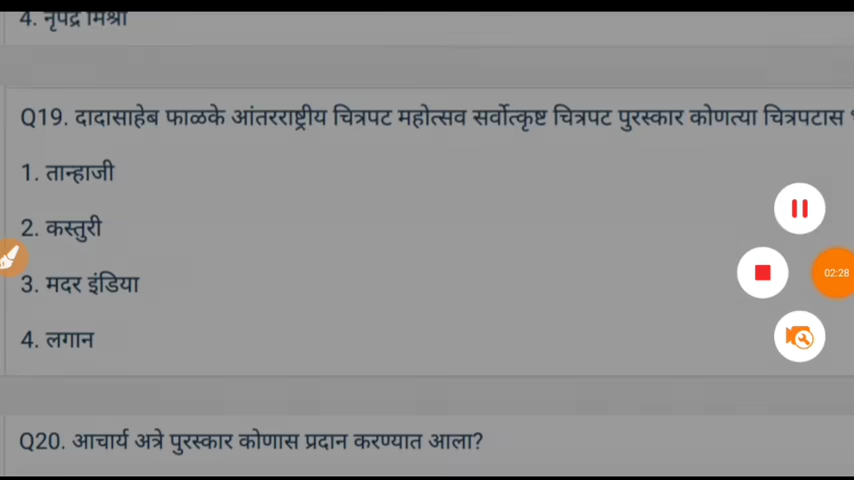 4. नृपेंद्र मिश्रा
Q19. दादासाहेब फाळके आंतरराष्ट्रीय चित्रपट महोत्सव सर्वोत्कृष्ट चित्रपट पुरस्कार कोणत्या चित्रपटास
1. तान्हाजी
2. कस्तुरी
3. मदर इंडिया
4. लगान
02:28
Q20. आचार्य अत्रे पुरस्कार कोणास प्रदान करण्यात आला?